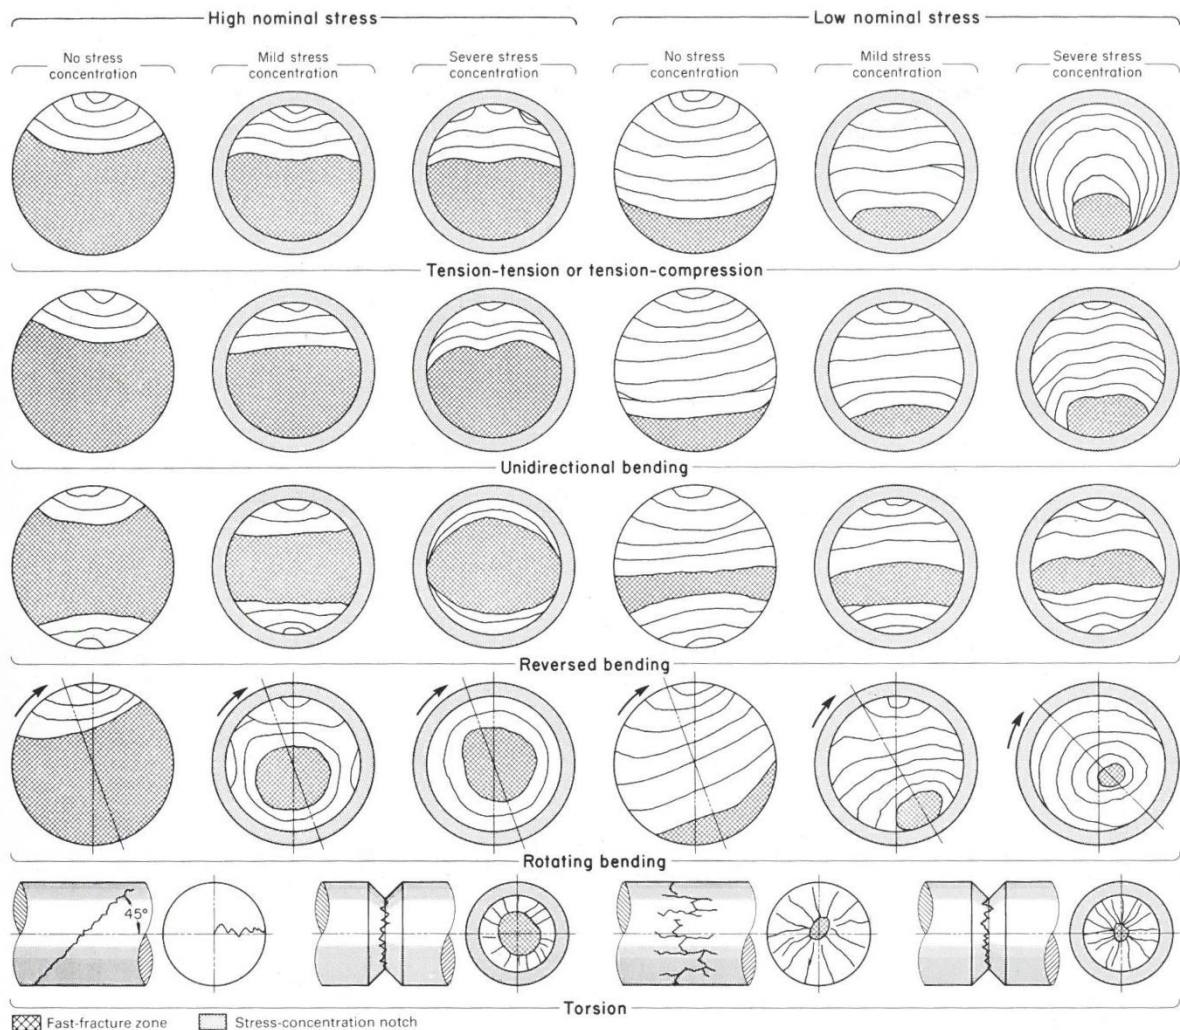 High nominal stress
Low nominal stress
No stress
concentration
Mild stress
concentration
Severe stress
concentration
No stress
concentration
Mild stress
concentration
Severe stress
concentration
Tension-tension or tension-compression
Unidirectional bending
Reversed bending
Rotating bending
45°
Torsion
Fast-fracture zone
Stress-concentration notch